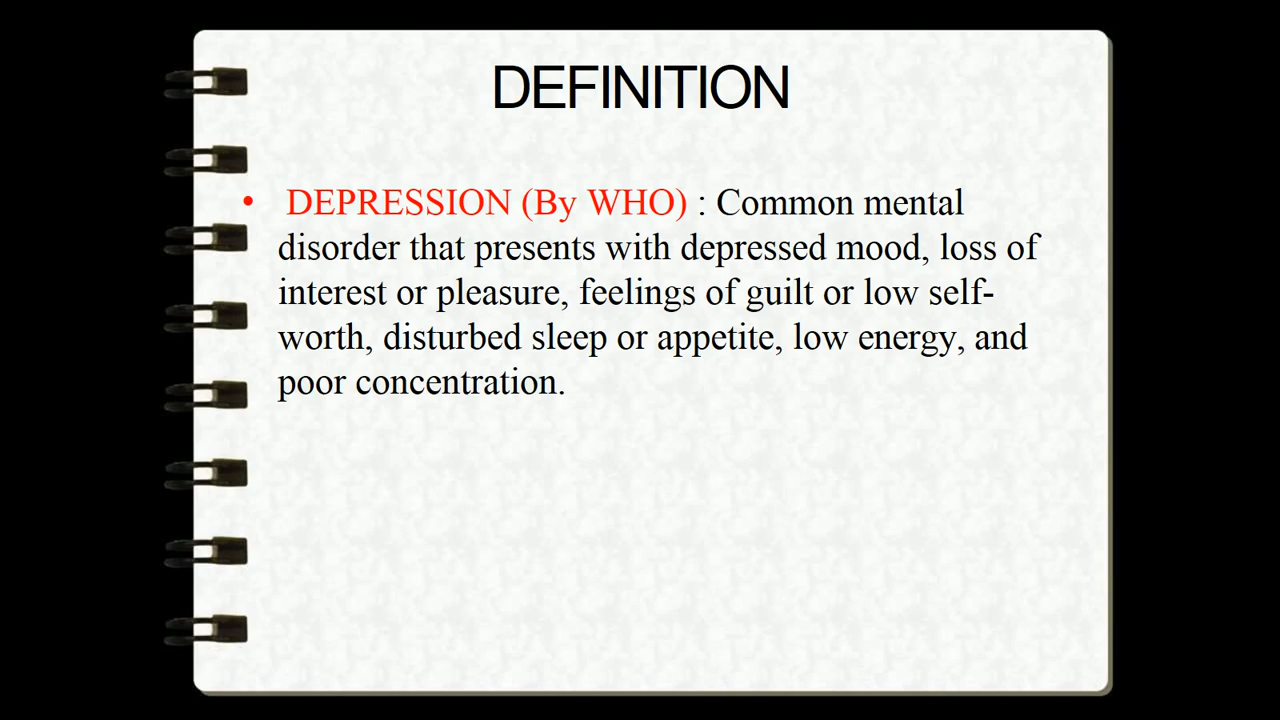 DEFINITION
• DEPRESSION (By WHO) : Common mental
disorder that presents with depressed mood, loss of
interest or pleasure, feelings of guilt or low self-
worth, disturbed sleep or appetite, low energy, and
poor concentration.